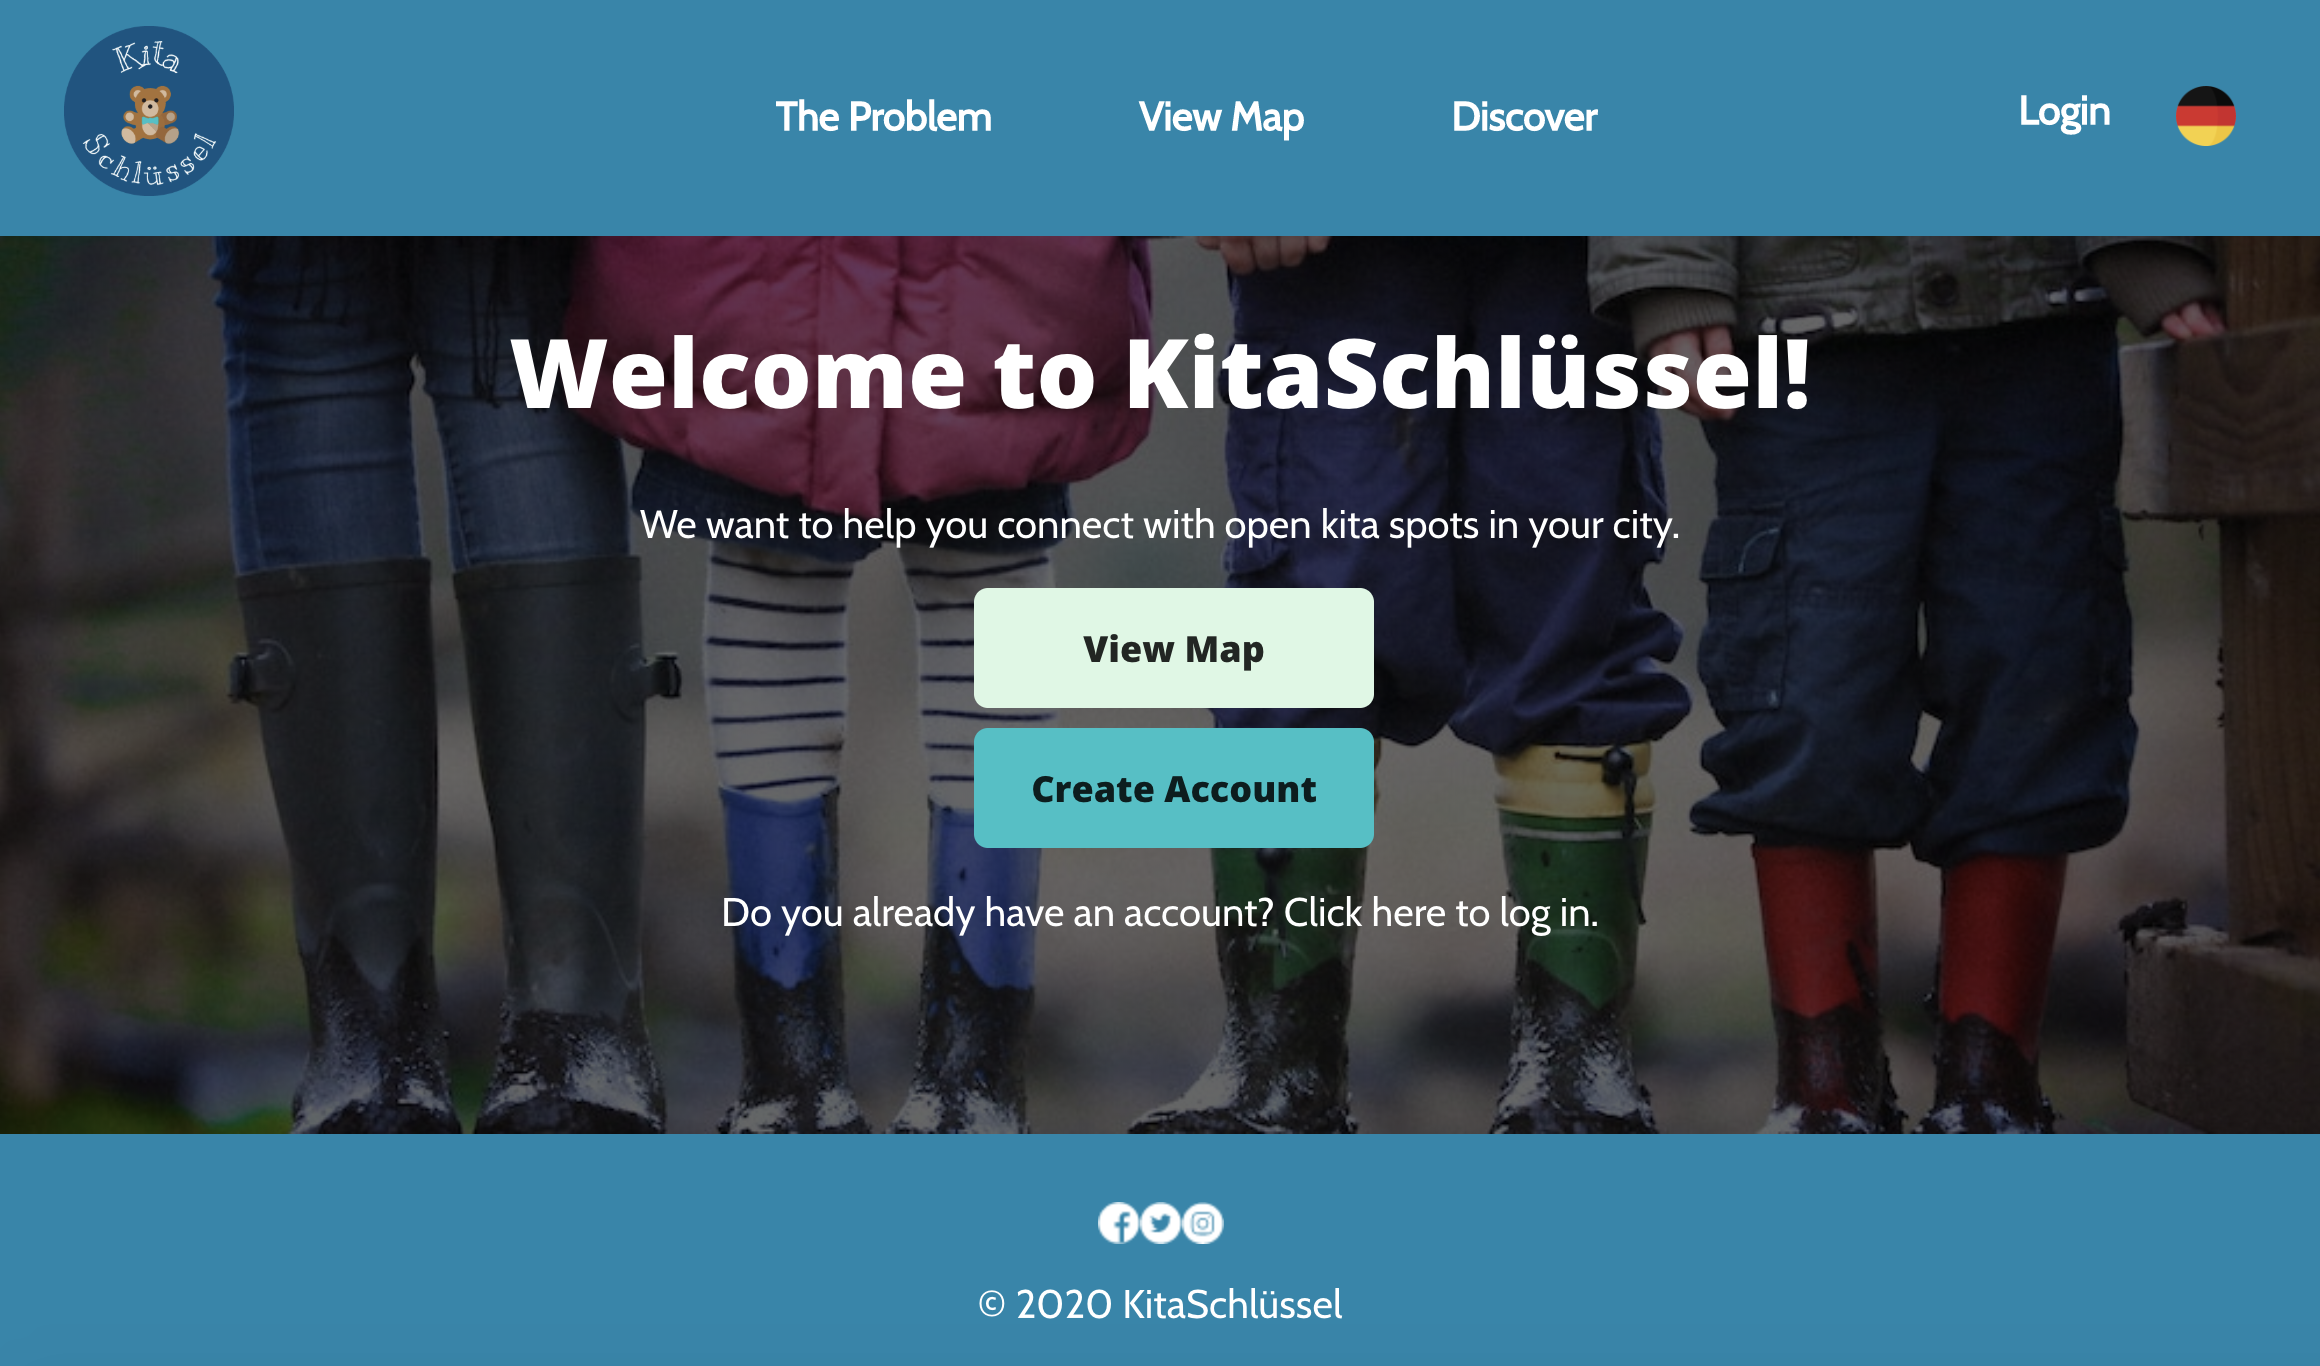 Kita
Schlüssel
The Problem
View Map
Discover
Login
Welcome to KitaSchlüssel!
We want to help you connect with open kita spots in your city.
View Map
Create Account
Do you already have an account? Click here to log in.
© 2020 KitaSchlüssel